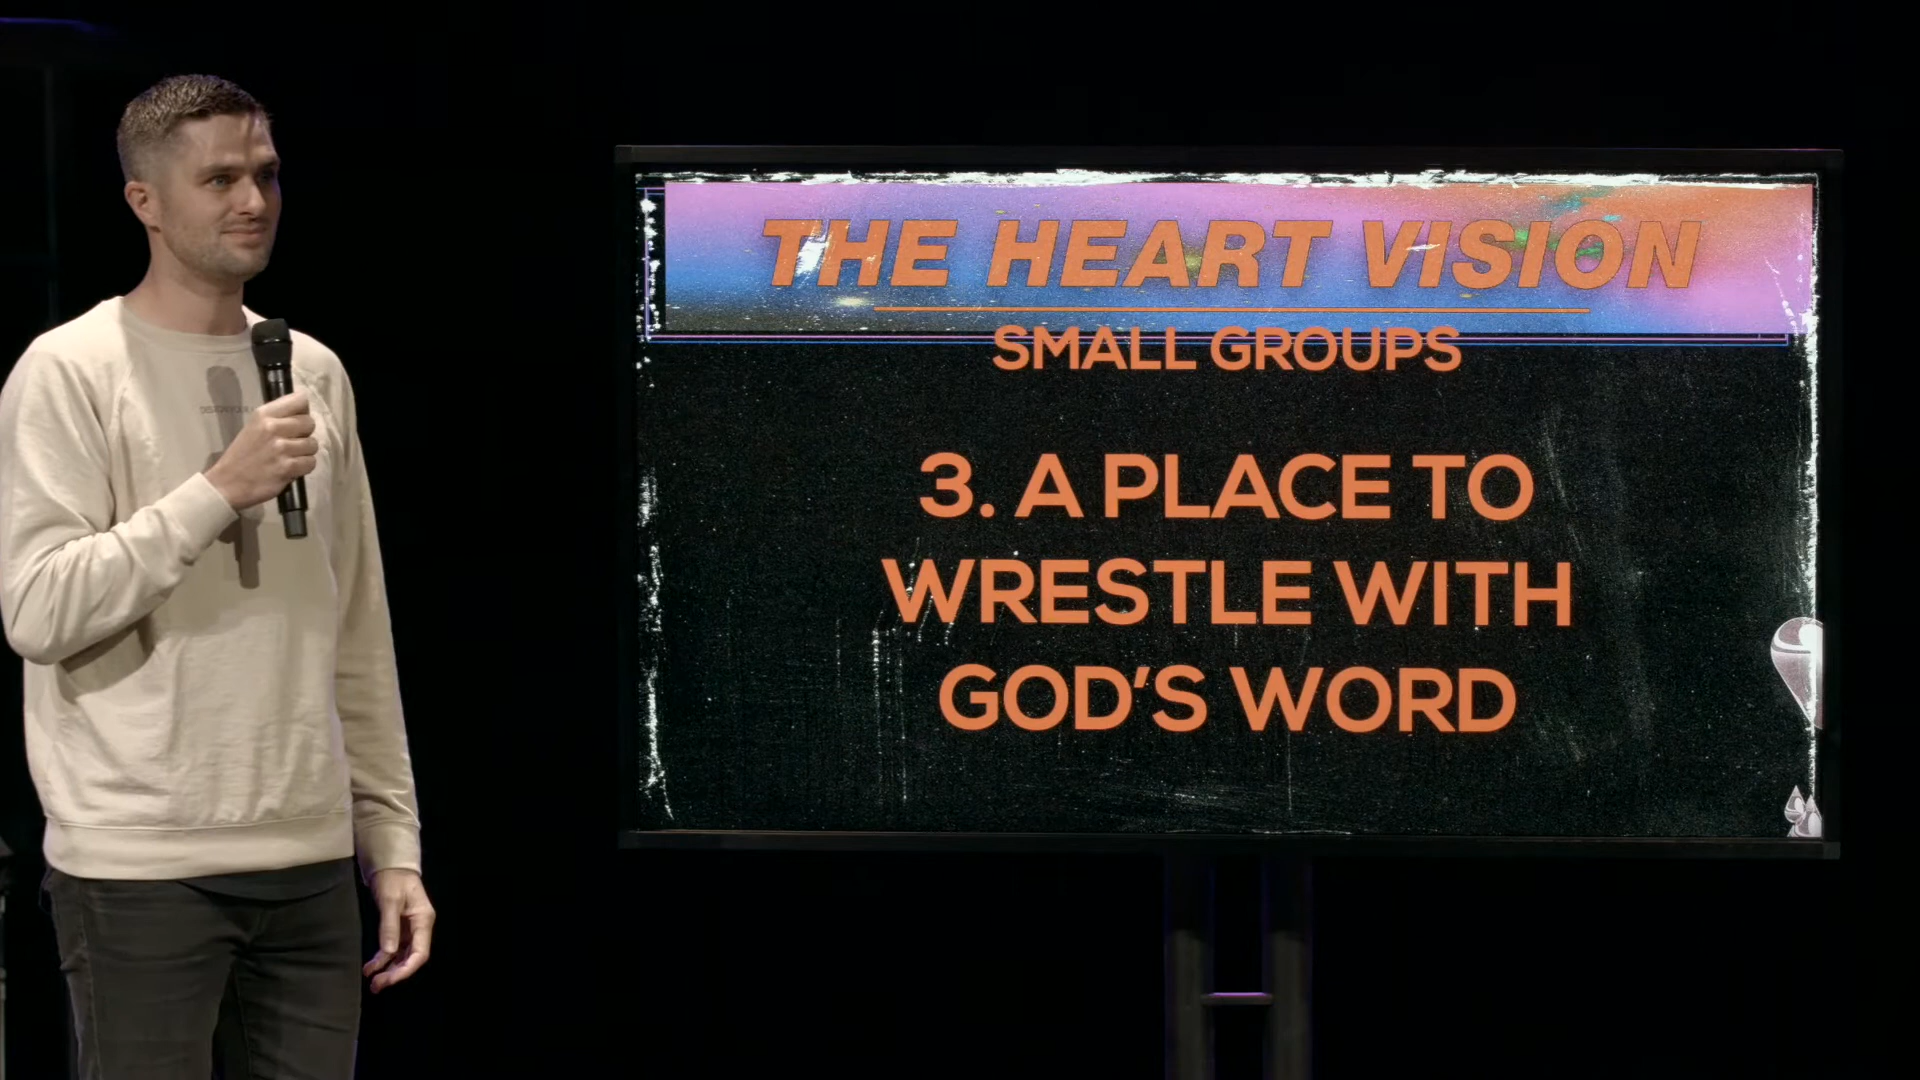 THE HEART VISION
SMALL GROUPS
3. A PLACE TO
WRESTLE WITH
GOD'S WORD